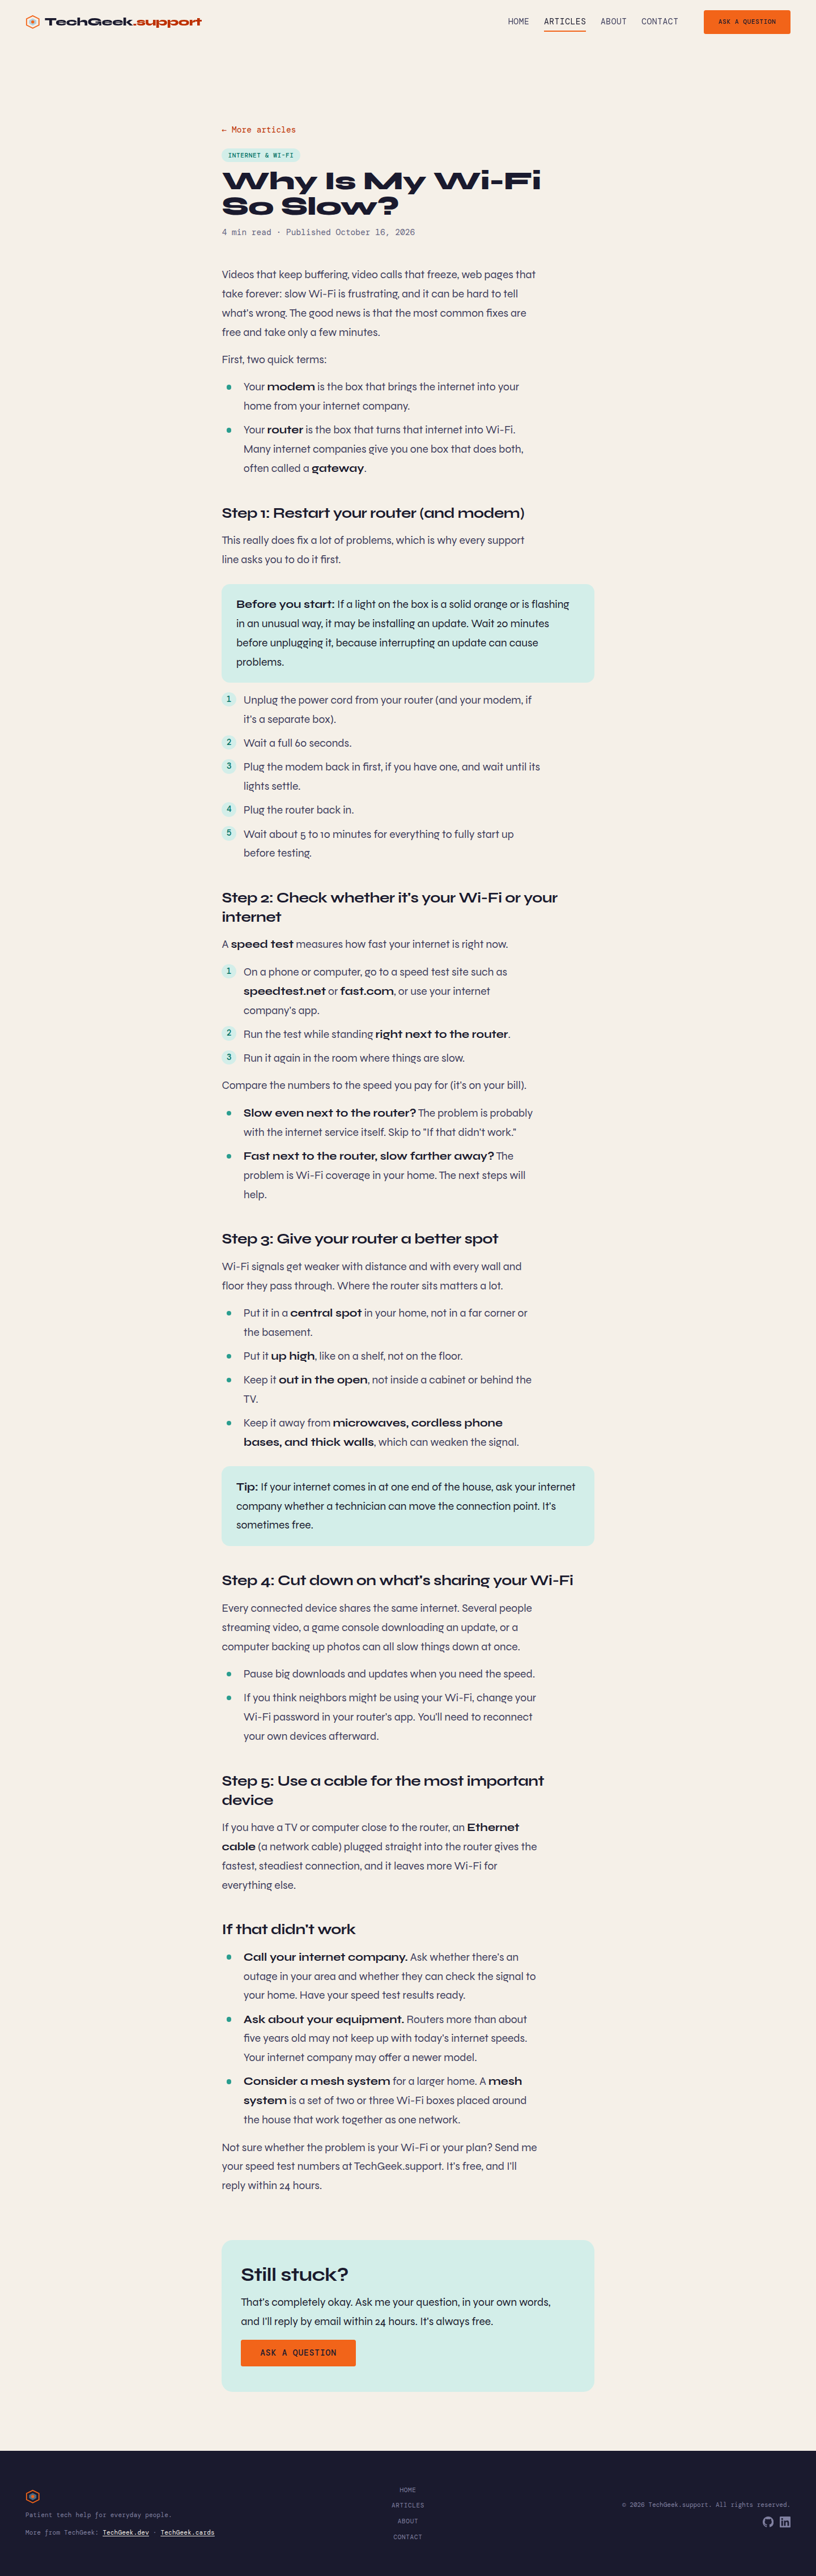 TechGeek.support
HOME
ARTICLES
ABOUT
CONTACT
ASK A QUESTION
← More articles
INTERNET & WI-FI
Why Is My Wi-Fi
So Slow?
4 min read · Published October 16, 2026
Videos that keep buffering, video calls that freeze, web pages that
take forever: slow Wi-Fi is frustrating, and it can be hard to tell
what's wrong. The good news is that the most common fixes are
free and take only a few minutes.
First, two quick terms:
Your modem is the box that brings the internet into your
home from your internet company.
Your router is the box that turns that internet into Wi-Fi.
Many internet companies give you one box that does both,
often called a gateway.
Step 1: Restart your router (and modem)
This really does fix a lot of problems, which is why every support
line asks you to do it first.
Before you start: If a light on the box is a solid orange or is flashing
in an unusual way, it may be installing an update. Wait 20 minutes
before unplugging it, because interrupting an update can cause
problems.
1 Unplug the power cord from your router (and your modem, if
it's a separate box).
2 Wait a full 60 seconds.
3 Plug the modem back in first, if you have one, and wait until its
lights settle.
4 Plug the router back in.
5 Wait about 5 to 10 minutes for everything to fully start up
before testing.
Step 2: Check whether it's your Wi-Fi or your
internet
A speed test measures how fast your internet is right now.
1 On a phone or computer, go to a speed test site such as
speedtest.net or fast.com, or use your internet
company's app.
2 Run the test while standing right next to the router.
3 Run it again in the room where things are slow.
Compare the numbers to the speed you pay for (it's on your bill).
Slow even next to the router? The problem is probably
with the internet service itself. Skip to "If that didn't work."
Fast next to the router, slow farther away? The
problem is Wi-Fi coverage in your home. The next steps will
help.
Step 3: Give your router a better spot
Wi-Fi signals get weaker with distance and with every wall and
floor they pass through. Where the router sits matters a lot.
Put it in a central spot in your home, not in a far corner or
the basement.
Put it up high, like on a shelf, not on the floor.
Keep it out in the open, not inside a cabinet or behind the
TV.
Keep it away from microwaves, cordless phone
bases, and thick walls, which can weaken the signal.
Tip: If your internet comes in at one end of the house, ask your internet
company whether a technician can move the connection point. It's
sometimes free.
Step 4: Cut down on what's sharing your Wi-Fi
Every connected device shares the same internet. Several people
streaming video, a game console downloading an update, or a
computer backing up photos can all slow things down at once.
Pause big downloads and updates when you need the speed.
If you think neighbors might be using your Wi-Fi, change your
Wi-Fi password in your router's app. You'll need to reconnect
your own devices afterward.
Step 5: Use a cable for the most important
device
If you have a TV or computer close to the router, an Ethernet
cable (a network cable) plugged straight into the router gives the
fastest, steadiest connection, and it leaves more Wi-Fi for
everything else.
If that didn't work
Call your internet company. Ask whether there's an
outage in your area and whether they can check the signal to
your home. Have your speed test results ready.
Ask about your equipment. Routers more than about
five years old may not keep up with today's internet speeds.
Your internet company may offer a newer model.
Consider a mesh system for a larger home. A mesh
system is a set of two or three Wi-Fi boxes placed around
the house that work together as one network.
Not sure whether the problem is your Wi-Fi or your plan? Send me
your speed test numbers at TechGeek.support. It's free, and I'll
reply within 24 hours.
Still stuck?
That's completely okay. Ask me your question, in your own words,
and I'll reply by email within 24 hours. It's always free.
ASK A QUESTION
Patient tech help for everyday people.
More from TechGeek: TechGeek.dev · TechGeek.cards
HOME
ARTICLES
ABOUT
CONTACT
© 2026 TechGeek.support. All rights reserved.